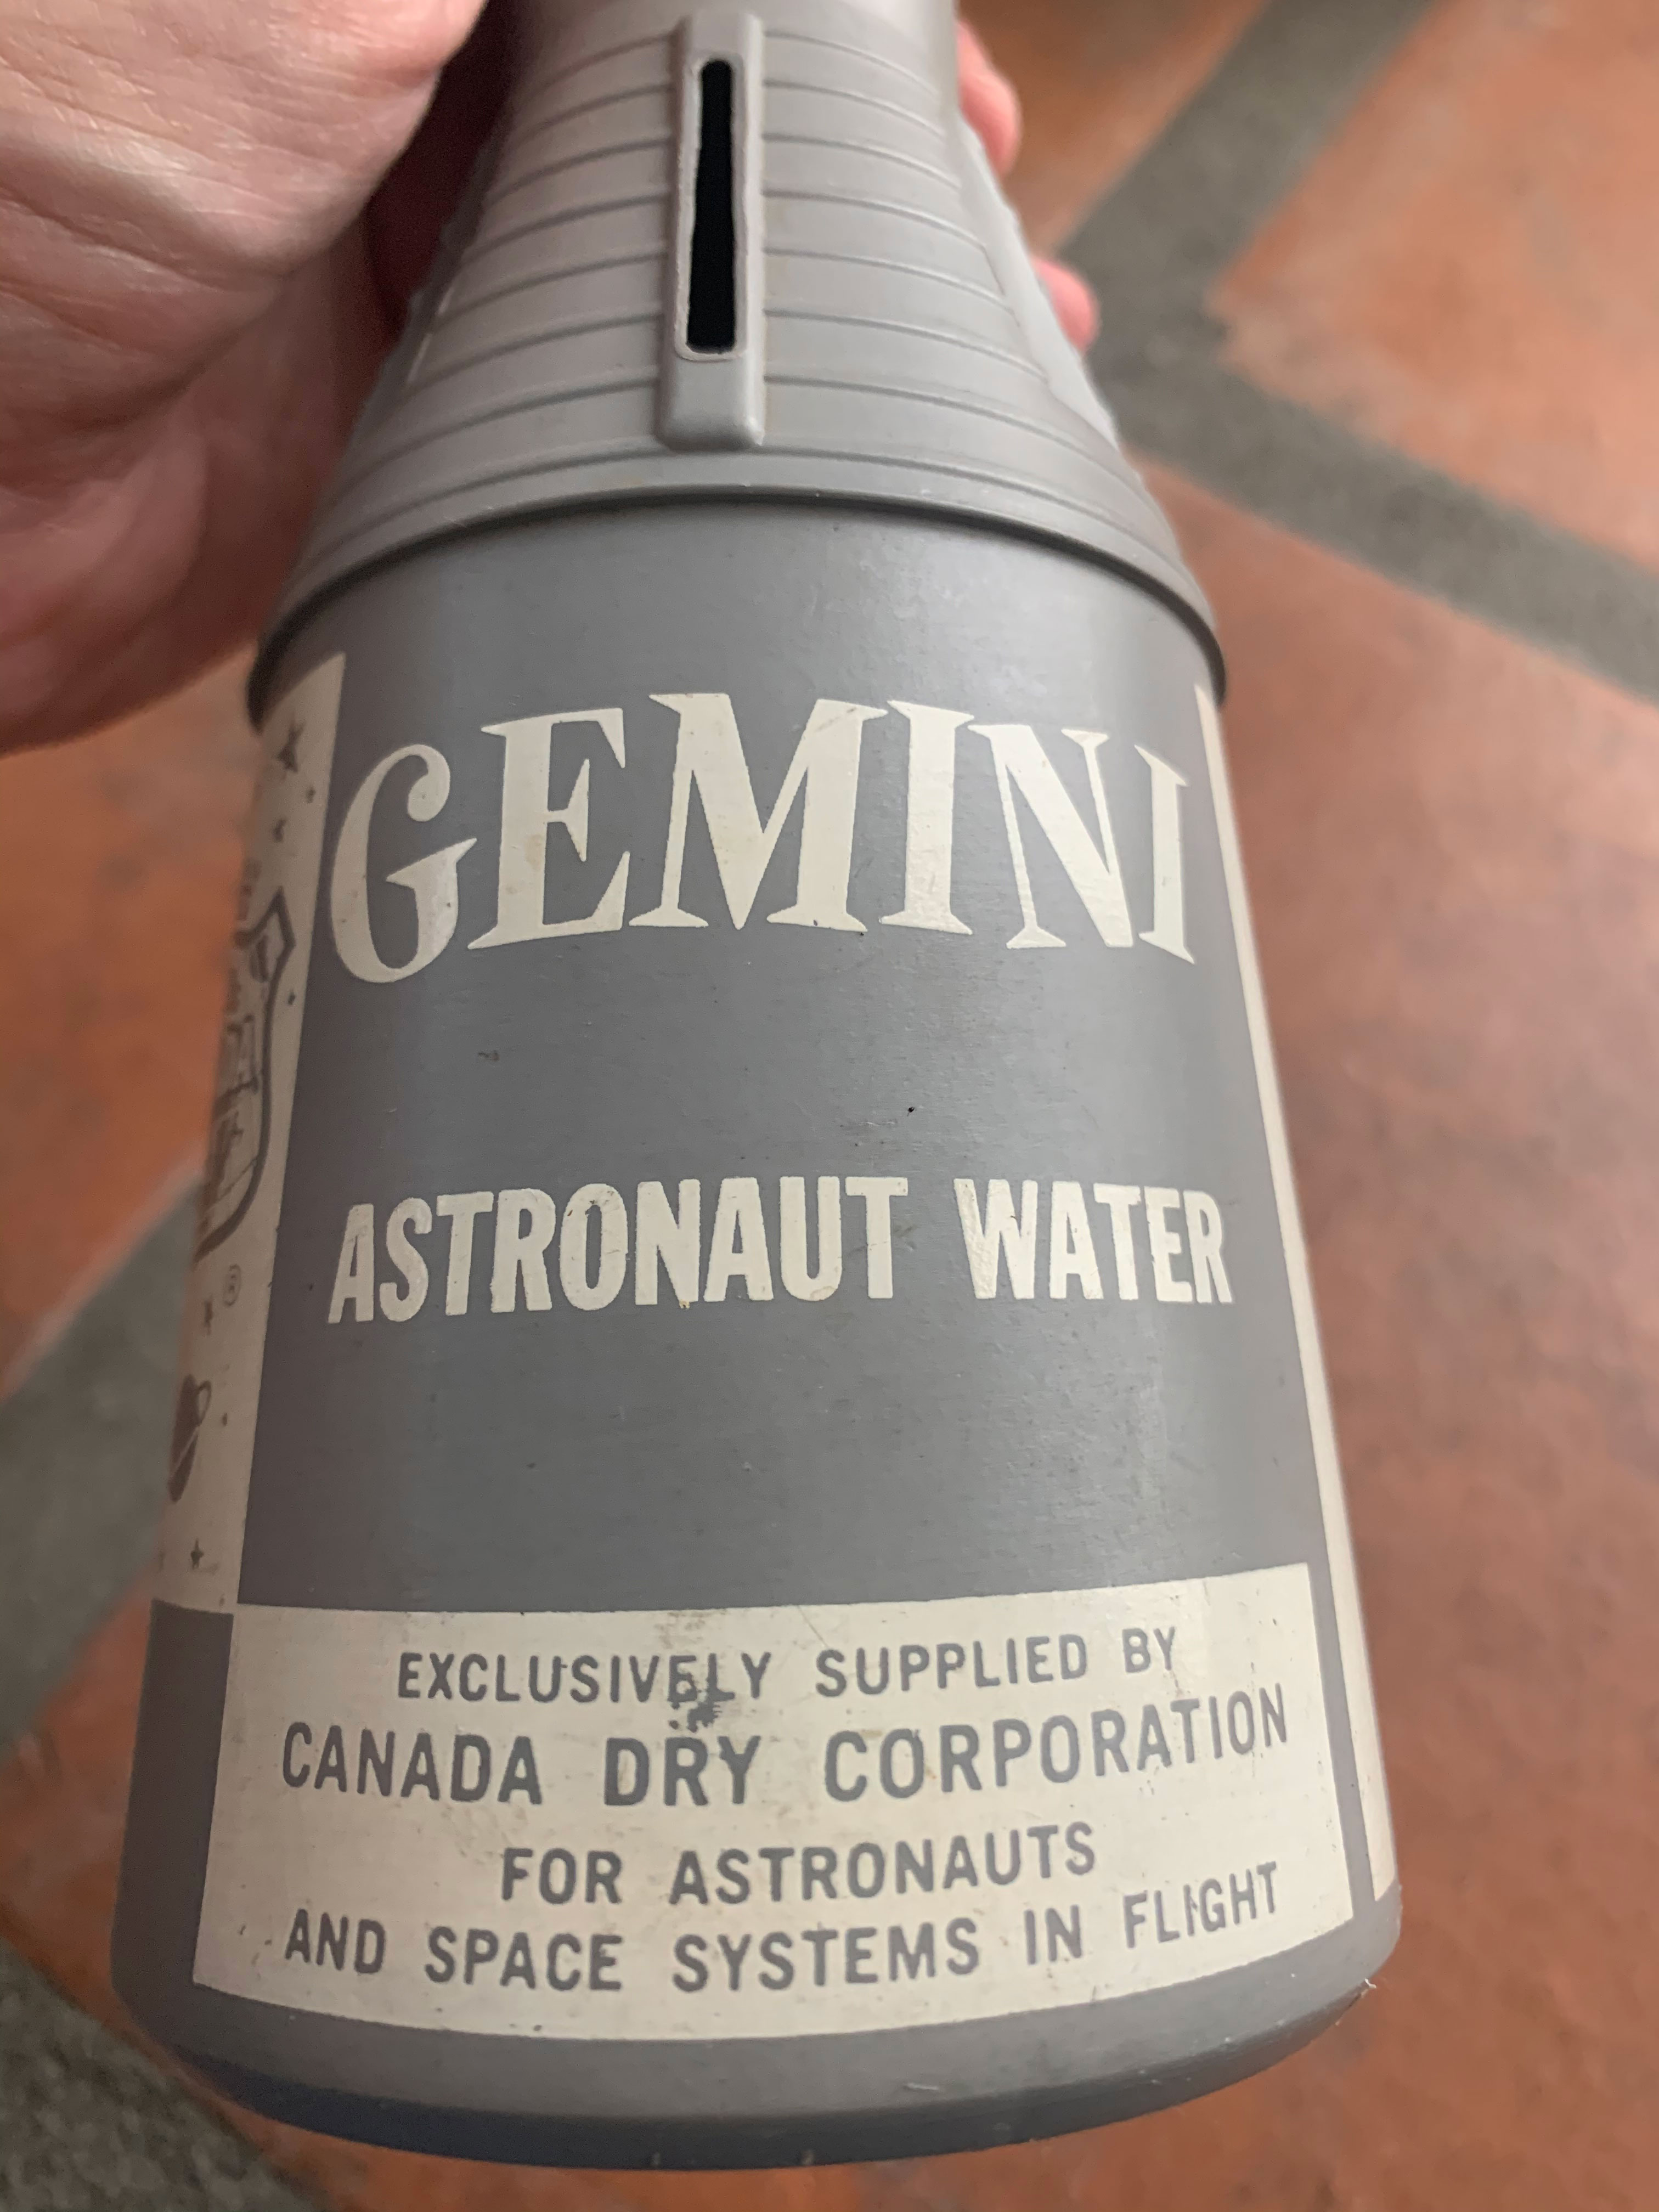 GEMINI
ASTRONAUT WATER
EXCLUSIVELY SUPPLIED BY
CANADA DRY CORPORATION
FOR ASTRONAUTS
AND SPACE SYSTEMS IN FLIGHT
®